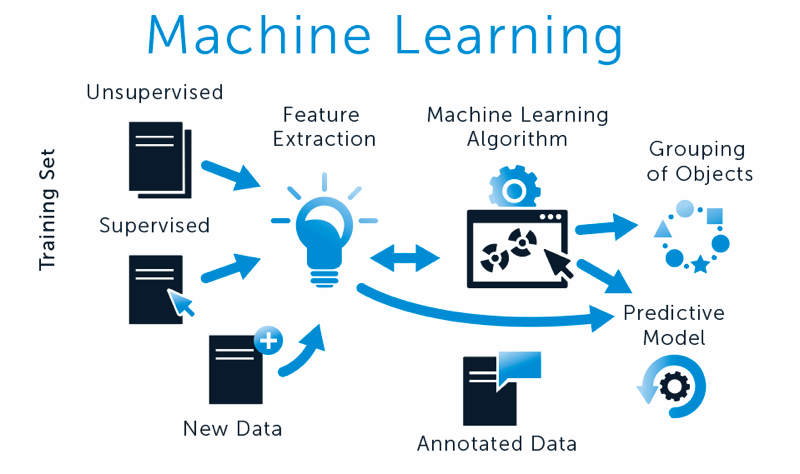 Machine Learning
Training Set
Unsupervised
Supervised
New Data
Feature
Extraction
Machine Learning
Algorithm
Grouping
of Objects
Predictive
Model
Annotated Data